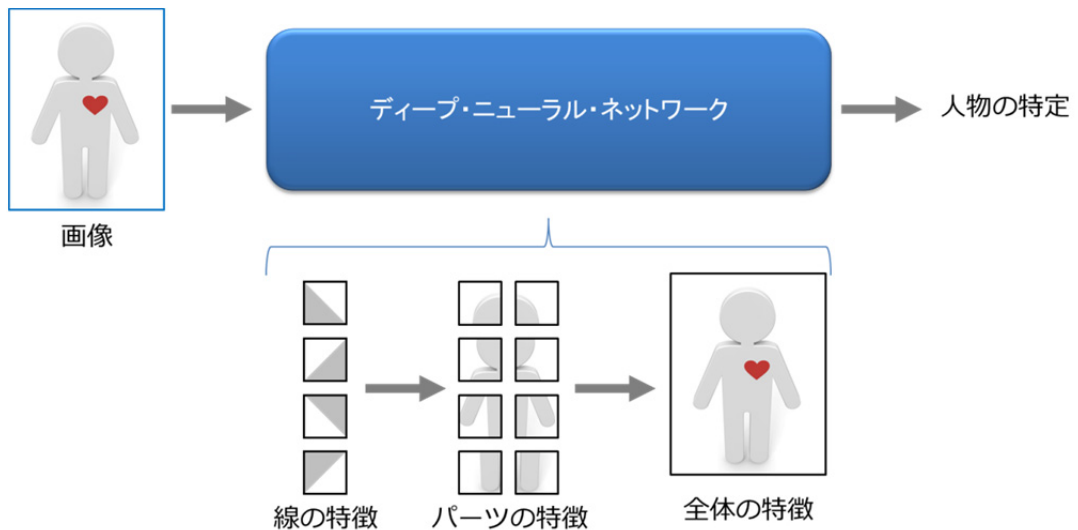 ディープ・ニューラル・ネットワーク
人物の特定
画像
線の特徴
パーツの特徴
全体の特徴